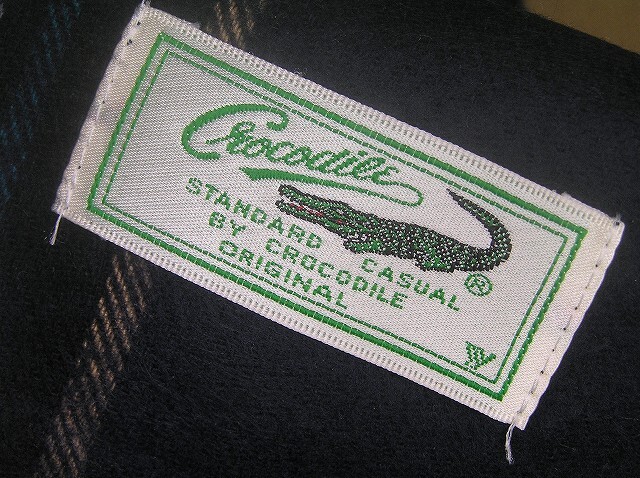 Crocodile
STANDARD CASUAL
BY CROCODILE
ORIGINAL
®